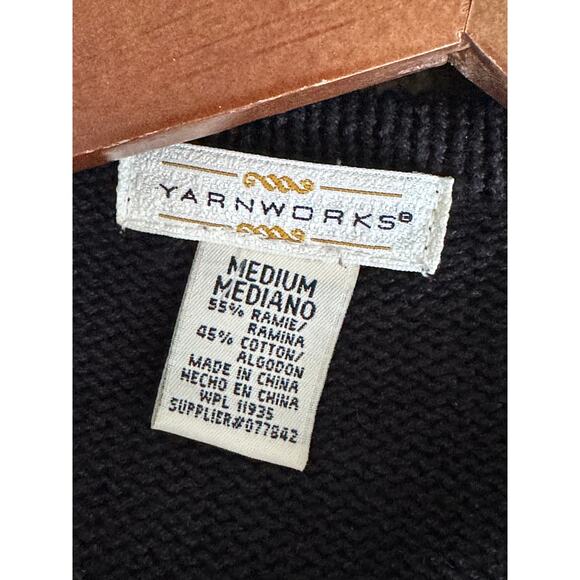 YARNWORKS®
MEDIUM
MEDIANO
55% RAMIE/
RAMINA
45% COTTON/
ALGODON
MADE IN CHINA
HECHO EN CHINA
WPL 11935
SUPPLIER#077842